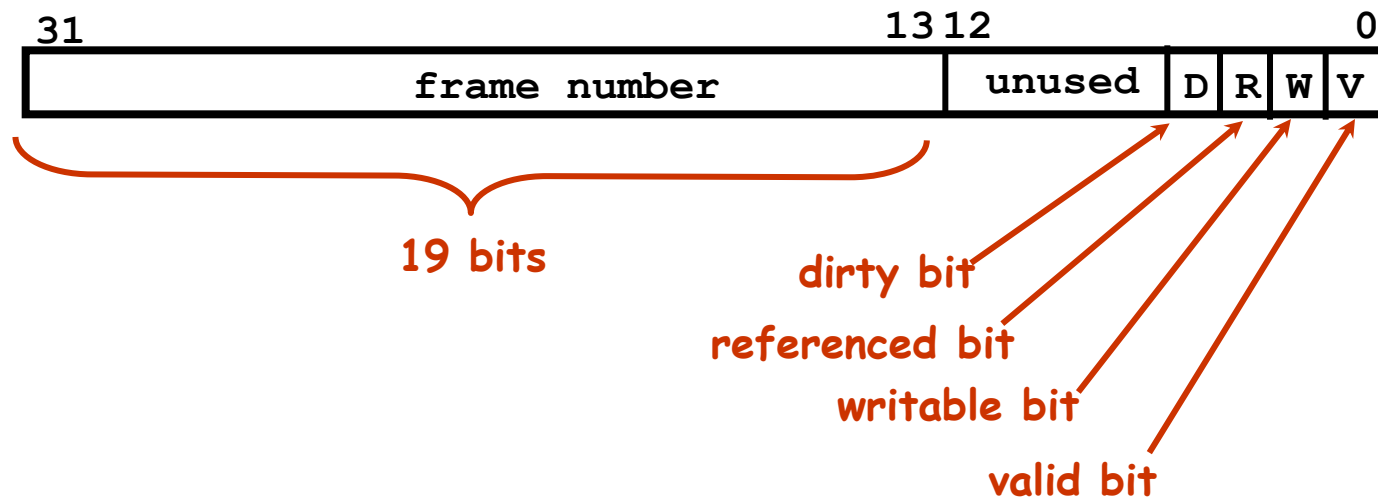 31 13 12 0
frame number unused D R W V
19 bits
dirty bit
referenced bit
writable bit
valid bit